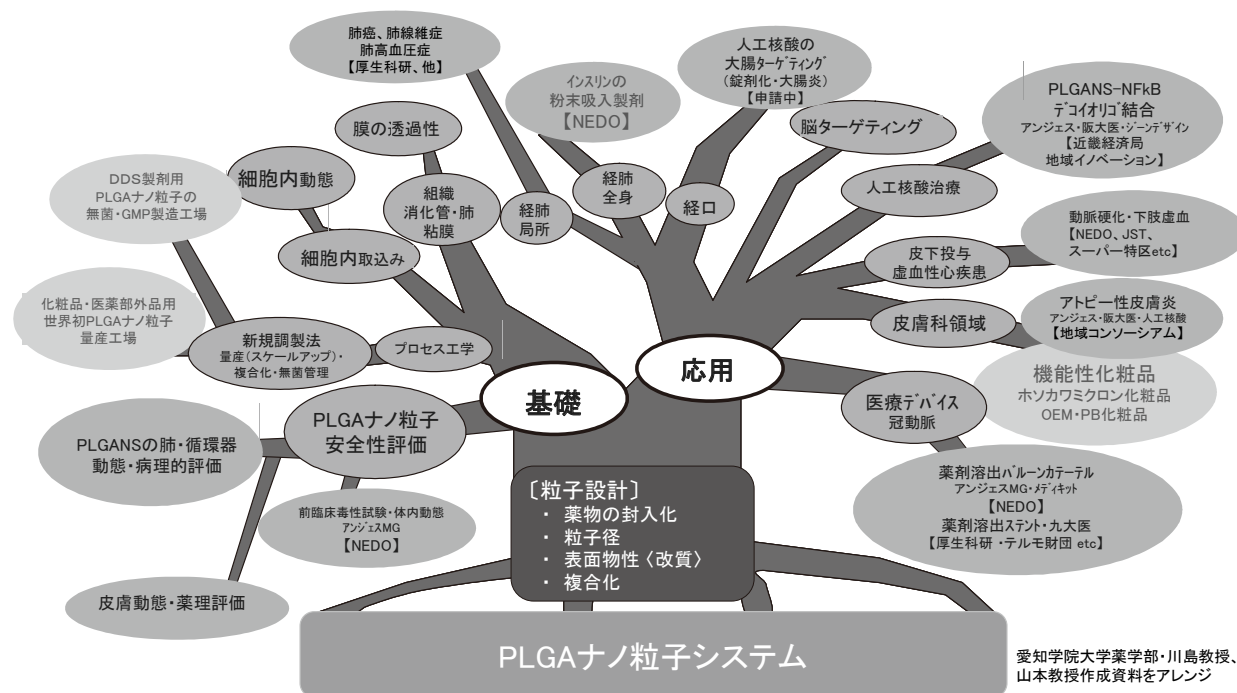 肺癌、肺線維症
肺高血圧症
【厚生科研、他】
インスリンの
粉末吸入製剤
【NEDO】
人工核酸の
大腸ターゲティング
(錠剤化・大腸炎)
【申請中】
PLGANS-NFkB
デコイオリゴ結合
アンジェス・阪大医・ジーンデザイン
【近畿経済局
地域イノベーション】
膜の透過性
脳ターゲティング
DDS製剤用
PLGAナノ粒子の
無菌・GMP製造工場
細胞内動態
組織
消化管・肺
粘膜
経肺
局所
経肺
全身
経口
人工核酸治療
細胞内取込み
皮下投与
虚血性心疾患
動脈硬化・下肢虚血
【NEDO、JST、
スーパー特区etc】
化粧品・医薬部外品用
世界初PLGAナノ粒子
量産工場
新規調製法
量産(スケールアップ)・
複合化・無菌管理
プロセス工学
皮膚科領域
アトピー性皮膚炎
アンジェス・阪大医・人工核酸
【地域コンソーシアム】
基礎
応用
機能性化粧品
ホソカワミクロン化粧品
OEM・PB化粧品
PLGAナノ粒子
安全性評価
医療デバイス
冠動脈
PLGANSの肺・循環器
動態・病理的評価
前臨床毒性試験・体内動態
アンジェスMG
【NEDO】
薬剤溶出バルーンカテーテル
アンジェスMG・メディキット
【NEDO】
薬剤溶出ステント・九大医
【厚生科研・テルモ財団 etc】
〔粒子設計〕
・ 薬物の封入化
・ 粒子径
・ 表面物性〈改質〉
・ 複合化
皮膚動態・薬理評価
PLGAナノ粒子システム
愛知学院大学薬学部・川島教授、
山本教授作成資料をアレンジ